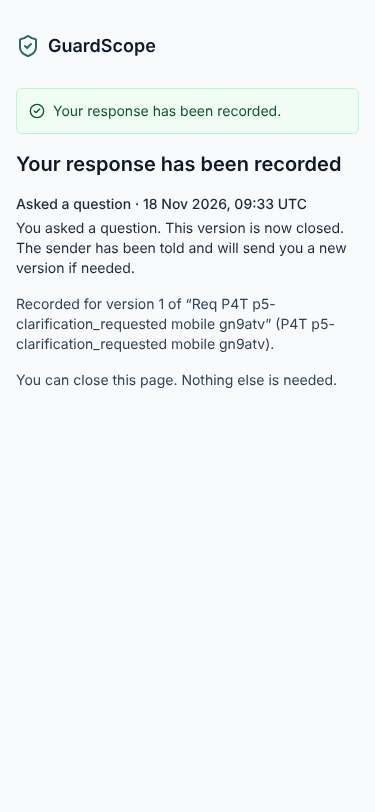 GuardScope
Your response has been recorded.
Your response has been recorded
Asked a question · 18 Nov 2026, 09:33 UTC
You asked a question. This version is now closed.
The sender has been told and will send you a new
version if needed.
Recorded for version 1 of “Req P4T p5-
clarification_requested mobile gn9atv” (P4T p5-
clarification_requested mobile gn9atv).
You can close this page. Nothing else is needed.